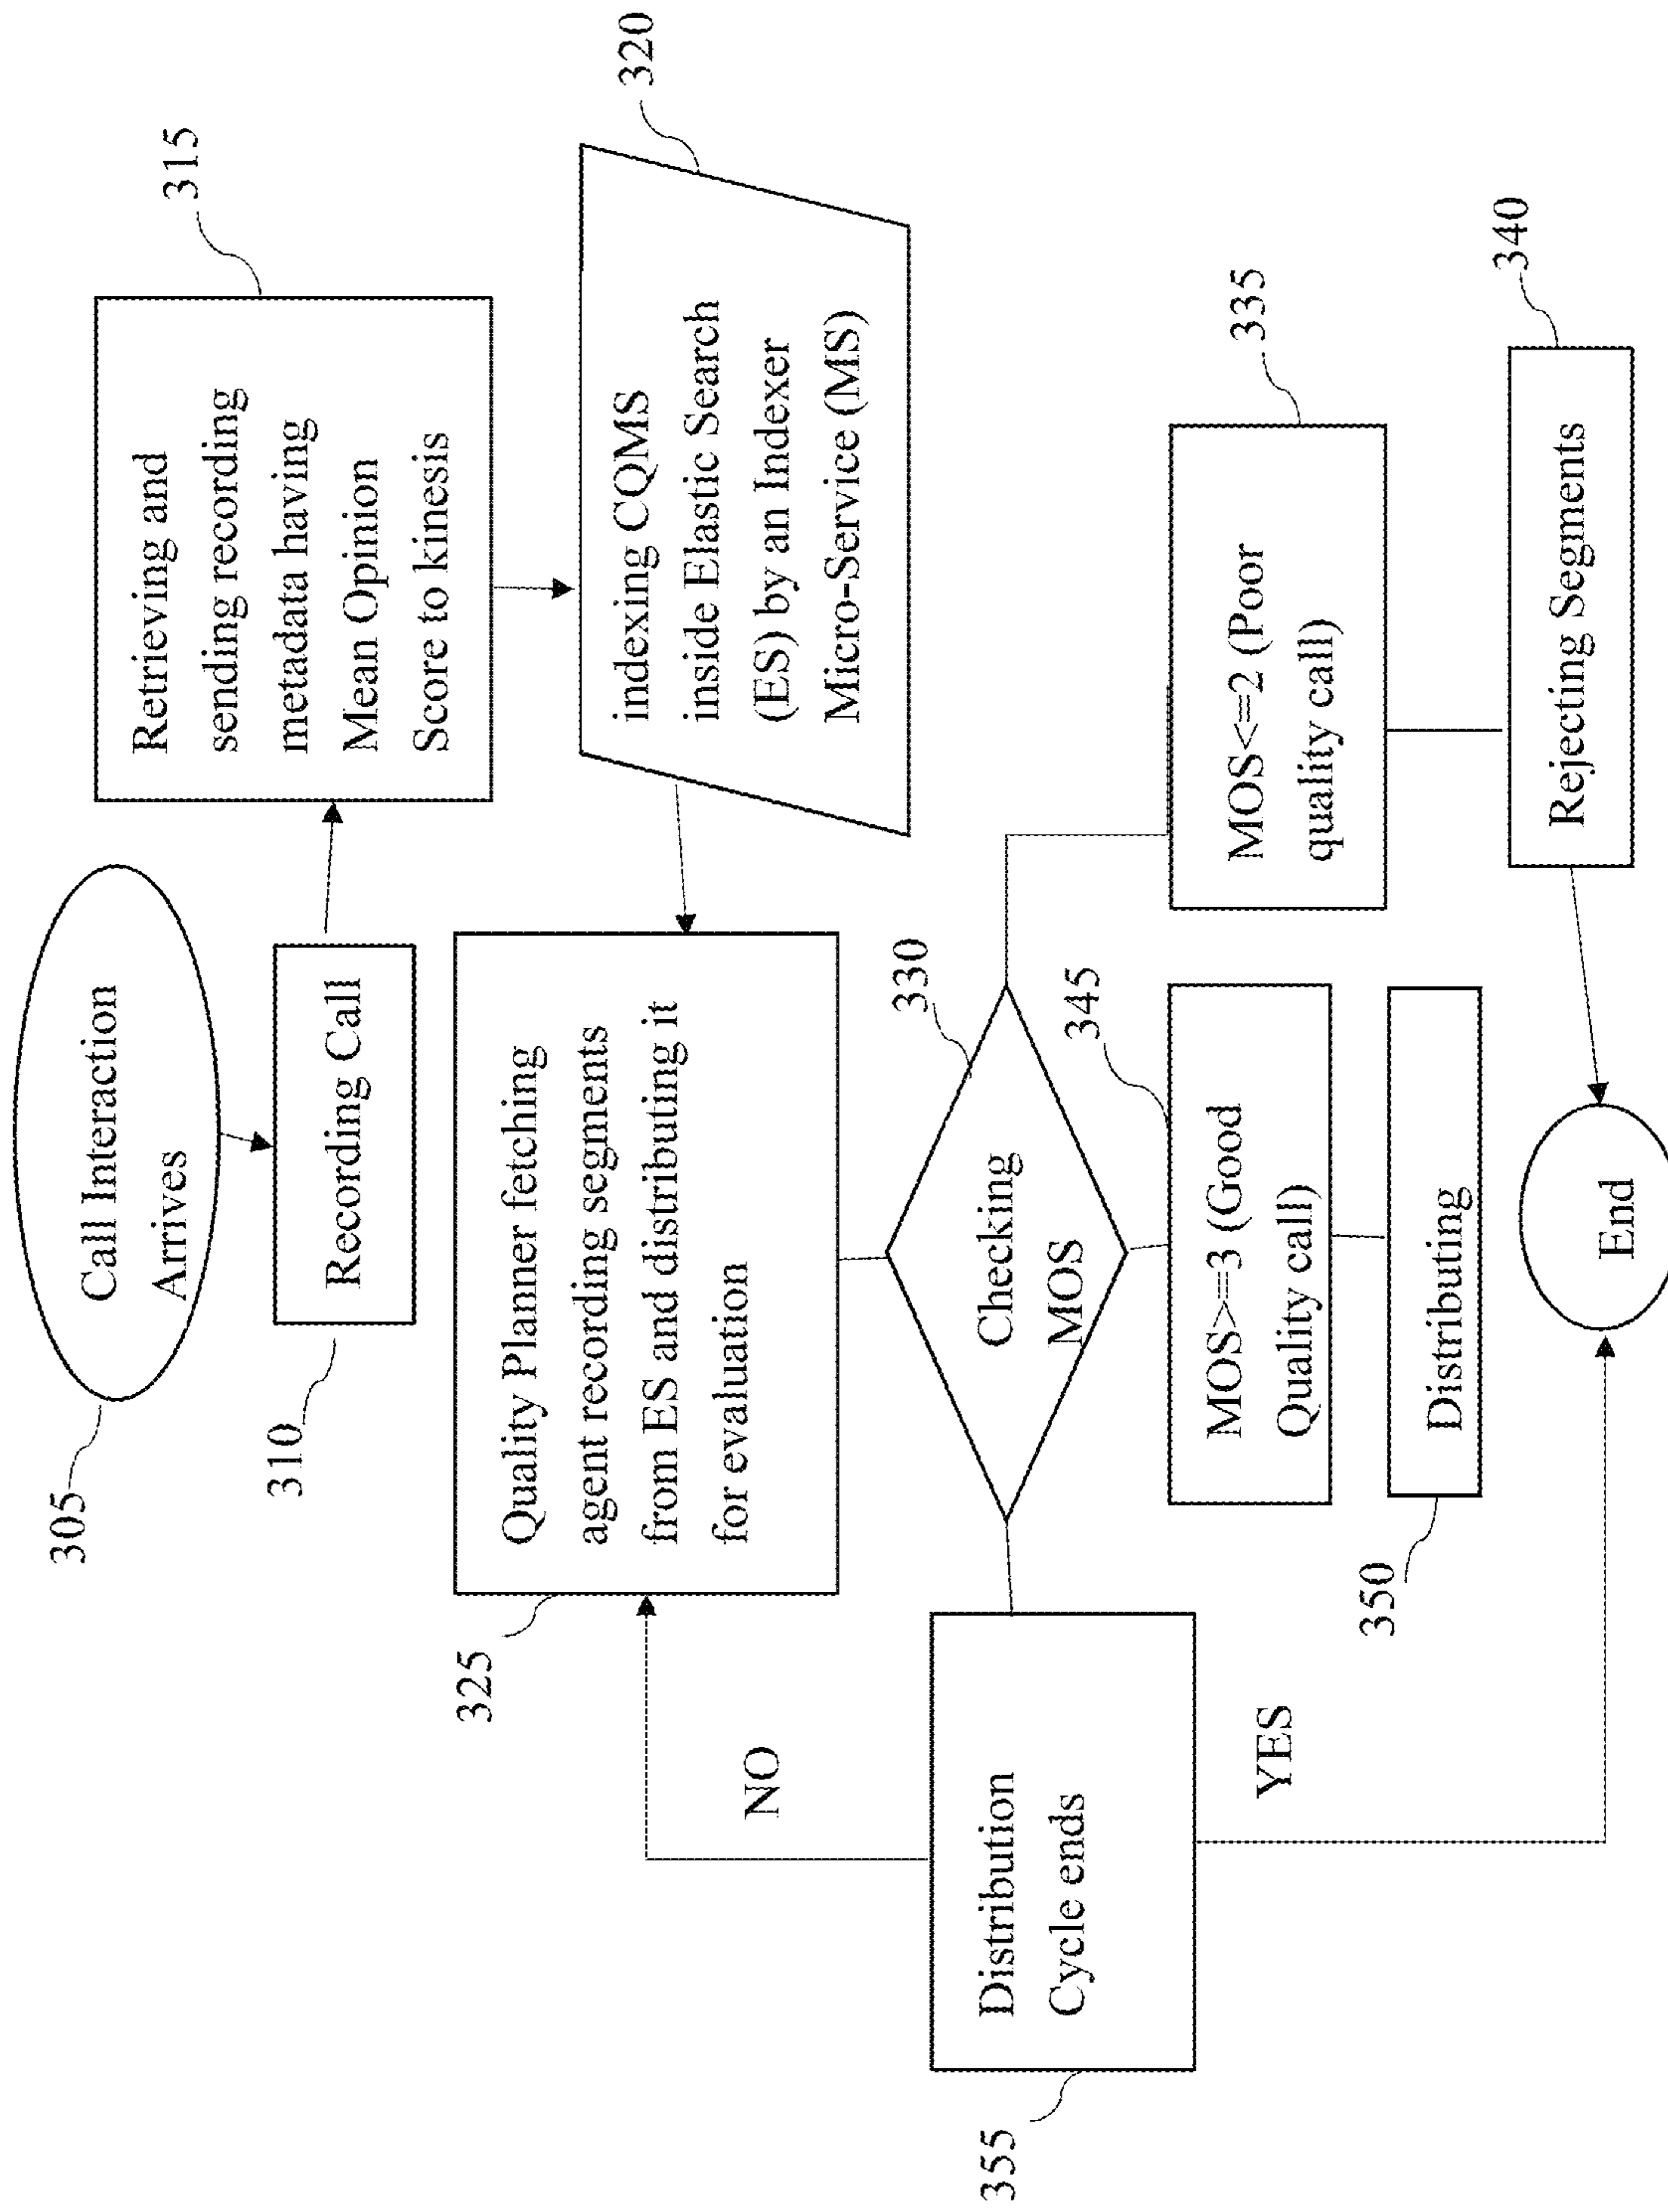 305
Call Interaction
Arrives
310
Recording Call
315
Retrieving and
sending recording
metadata having
Mean Opinion
Score to kinesis
320
indexing CQMS
inside Elastic Search
(ES) by an Indexer
Micro-Service (MS)
325
Quality Planner fetching
agent recording segments
from ES and distributing it
for evaluation
330
Checking
MOS
335
MOS<=2 (Poor
quality call)
340
Rejecting Segments
345
MOS>=3 (Good
Quality call)
350
Distributing
355
Distribution
Cycle ends
NO
YES
End